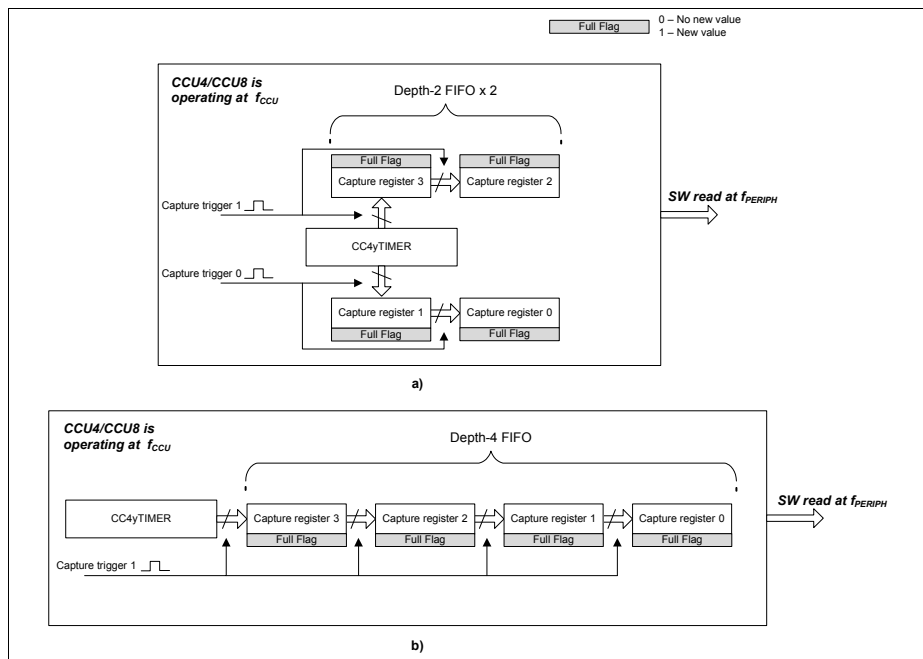 Full Flag
0 – No new value
1 – New value
CCU4/CCU8 is
operating at fCCU
Depth-2 FIFO x 2
Full Flag
Full Flag
Capture register 3
Capture register 2
SW read at fPERIPH
Capture trigger 1
CC4yTIMER
Capture trigger 0
Capture register 1
Capture register 0
Full Flag
Full Flag
a)
CCU4/CCU8 is
operating at fCCU
Depth-4 FIFO
SW read at fPERIPH
CC4yTIMER
Capture register 3
Capture register 2
Capture register 1
Capture register 0
Full Flag
Full Flag
Full Flag
Full Flag
Capture trigger 1
b)